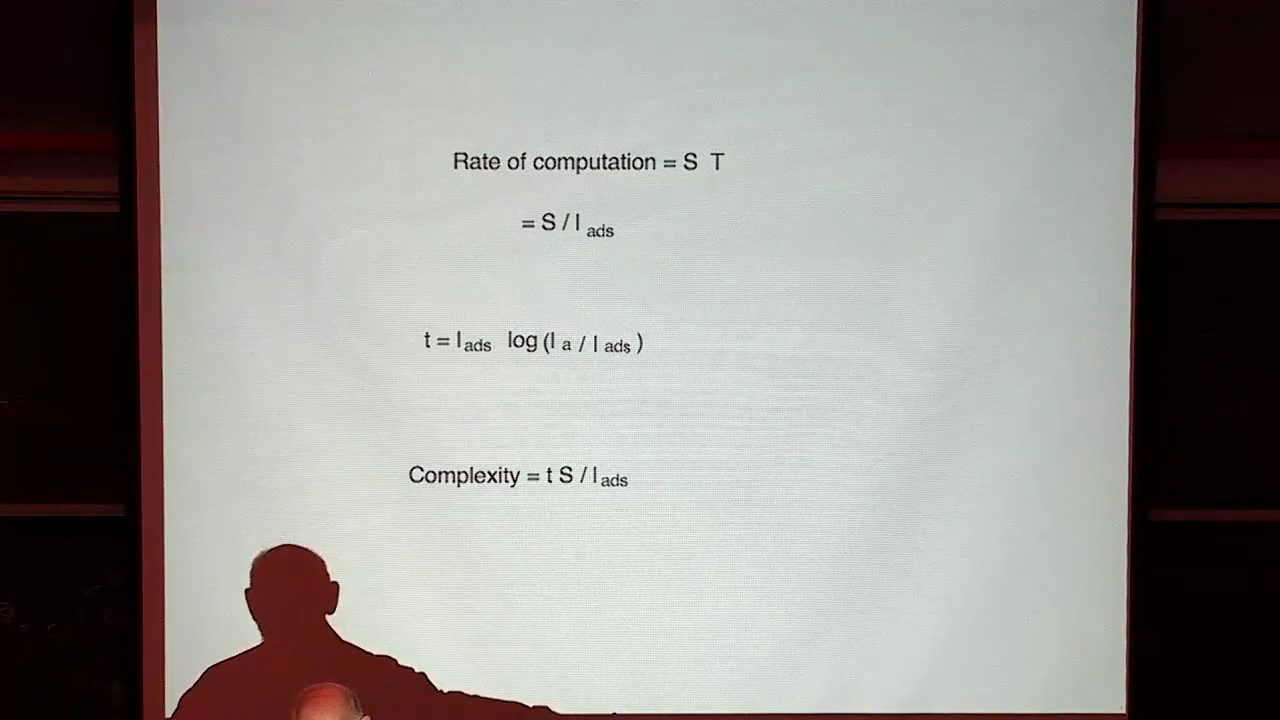 Rate of computation = S T
= S / l ads
t = l ads log (l a / l ads )
Complexity = t S / l ads